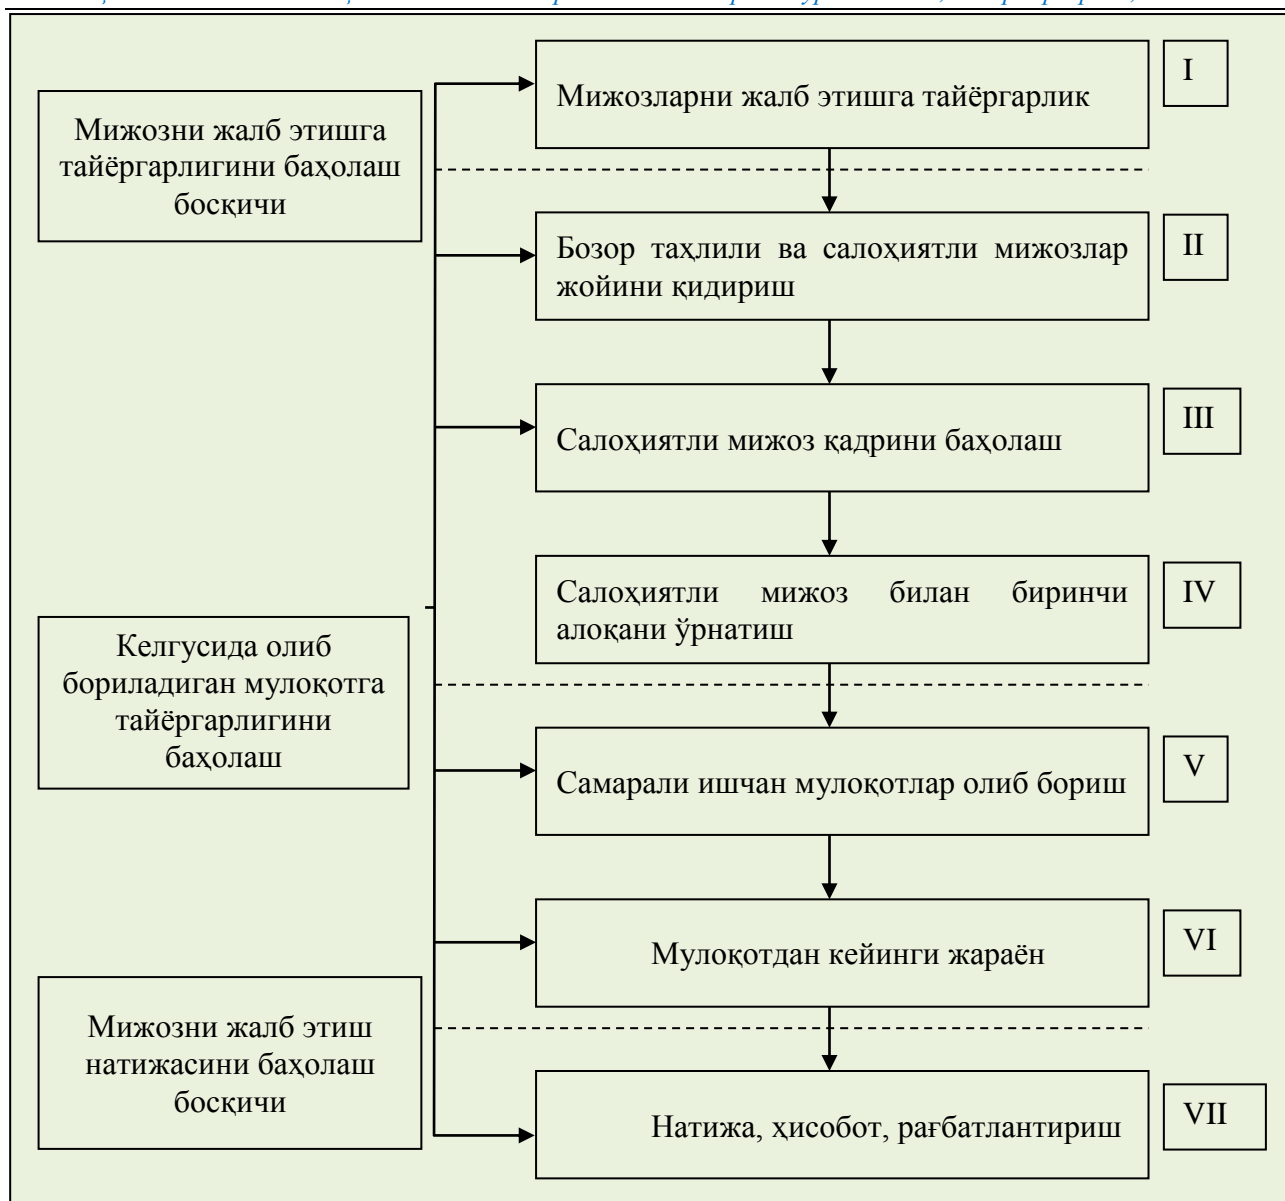 Мижозни жалб этишга
тайёргарлигини баҳолаш
босқичи
Мижозларни жалб этишга тайёргарлик
I
Бозор таҳлили ва салоҳиятли мижозлар
жойини қидириш
II
Салоҳиятли мижоз қадрини баҳолаш
III
Салоҳиятли мижоз билан биринчи
алоқани ўрнатиш
IV
Келгусида олиб
бориладиган мулоқотга
тайёргарлигини
баҳолаш
Самарали ишчан мулоқотлар олиб бориш
V
Мулоқотдан кейинги жараён
VI
Мижозни жалб этиш
натижасини баҳолаш
босқичи
Натижа, ҳисобот, рағбатлантириш
VII